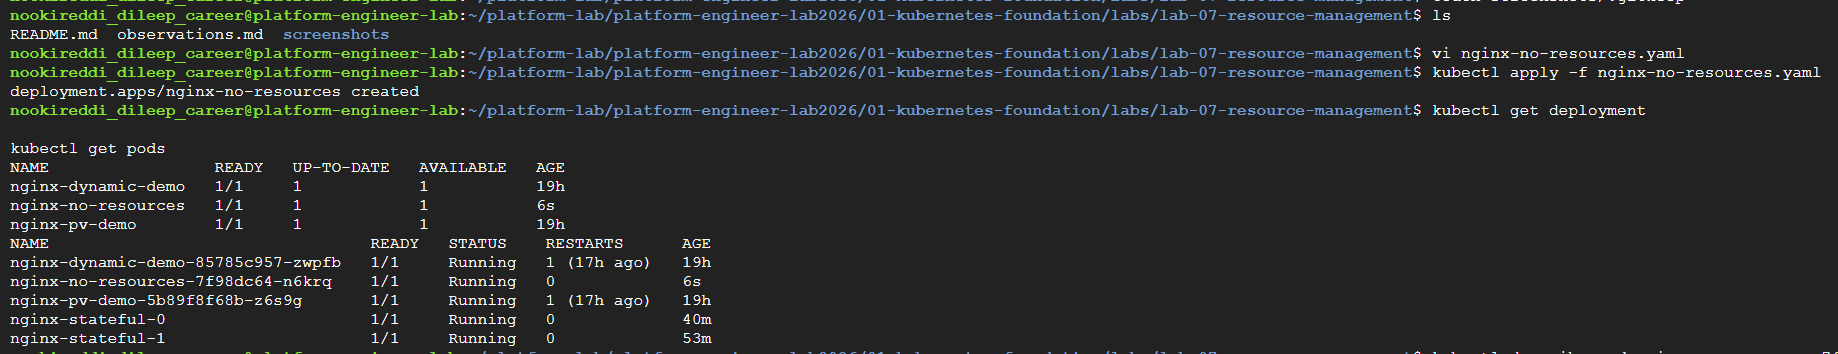 nookireddi_dileep_career@platform-engineer-lab:~/platform-lab/platform-engineer-lab2026/01-kubernetes-foundation/labs/lab-07-resource-management$ ls
README.md  observations.md  screenshots
nookireddi_dileep_career@platform-engineer-lab:~/platform-lab/platform-engineer-lab2026/01-kubernetes-foundation/labs/lab-07-resource-management$ vi nginx-no-resources.yaml
nookireddi_dileep_career@platform-engineer-lab:~/platform-lab/platform-engineer-lab2026/01-kubernetes-foundation/labs/lab-07-resource-management$ kubectl apply -f nginx-no-resources.yaml
deployment.apps/nginx-no-resources created
nookireddi_dileep_career@platform-engineer-lab:~/platform-lab/platform-engineer-lab2026/01-kubernetes-foundation/labs/lab-07-resource-management$ kubectl get deployment
kubectl get pods
NAME                 READY   UP-TO-DATE   AVAILABLE   AGE
nginx-dynamic-demo   1/1     1            1           19h
nginx-no-resources   1/1     1            1           6s
nginx-pv-demo        1/1     1            1           19h
NAME                                 READY   STATUS    RESTARTS      AGE
nginx-dynamic-demo-85785c957-zwpfb   1/1     Running   1 (17h ago)   19h
nginx-no-resources-7f98dc64-n6krq    1/1     Running   0             6s
nginx-pv-demo-5b89f8f68b-z6s9g       1/1     Running   1 (17h ago)   19h
nginx-stateful-0                     1/1     Running   0             40m
nginx-stateful-1                     1/1     Running   0             53m